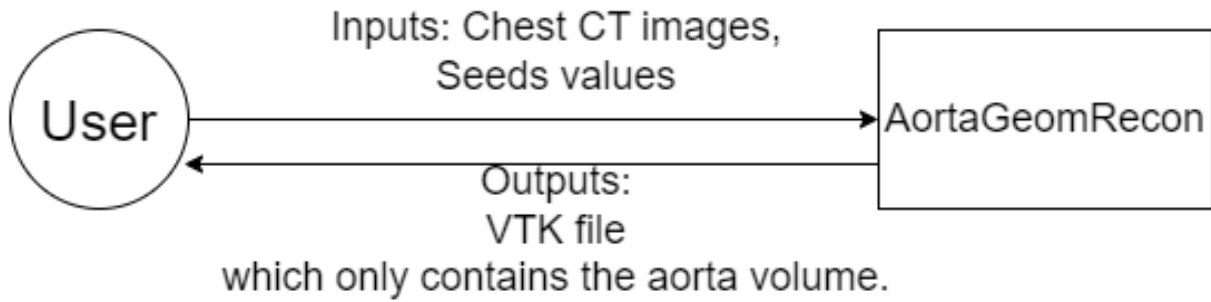 Inputs: Chest CT images,
Seeds values
User
AortaGeomRecon
Outputs:
VTK file
which only contains the aorta volume.